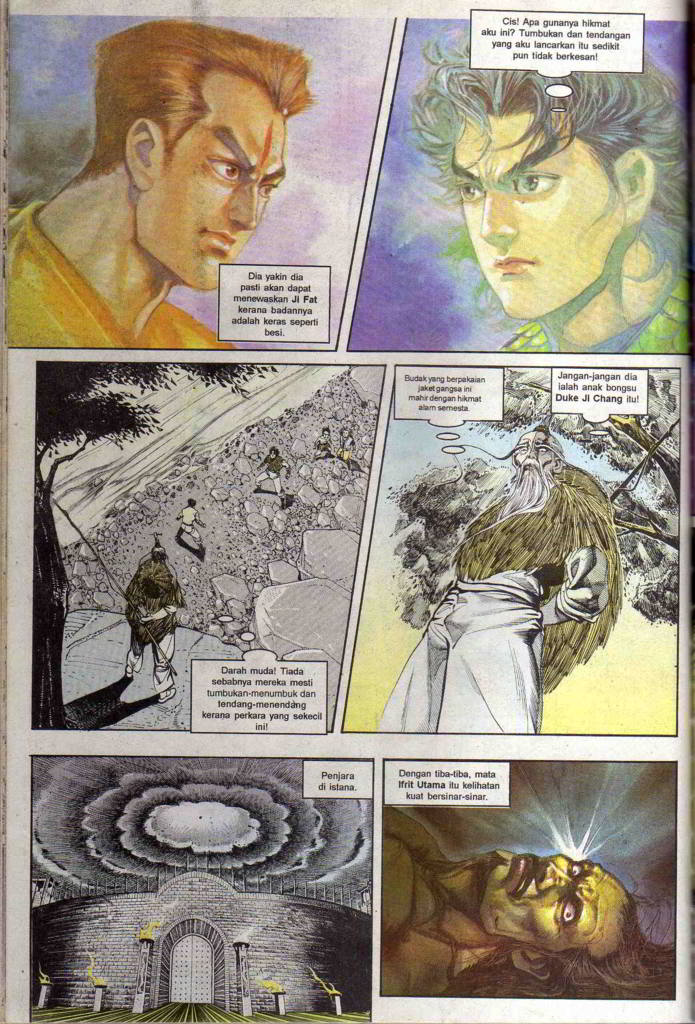 Cis! Apa gunanya hikmat
aku ini? Tumbukan dan tendangan
yang aku lancarkan itu sedikit
pun tidak berkesan!
Dia yakin dia
pasti akan dapat
menewaskan Ji Fat
kerana badannya
adalah keras seperti
besi.
Darah muda! Tiada
sebabnya mereka mesti
tumbukan-menumbuk dan
tendang-menendang
kerana perkara yang sekecil
ini!
Budak yang berpakaian
jaket gangsa ini
mahir dengan hikmat
alam semesta.
Jangan-jangan dia
ialah anak bongsu
Duke Ji Chang itu!
Penjara
di istana.
Dengan tiba-tiba, mata
Ifrit Utama itu kelihatan
kuat bersinar-sinar.